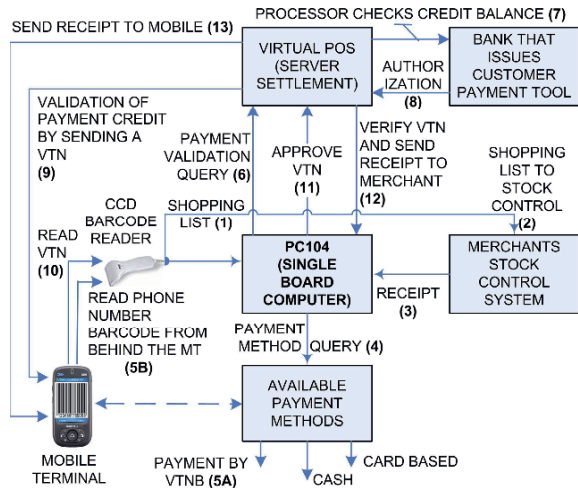 SEND RECEIPT TO MOBILE (13)
PROCESSOR CHECKS CREDIT BALANCE (7)
VIRTUAL POS
(SERVER
SETTLEMENT)
BANK THAT
ISSUES
CUSTOMER
PAYMENT TOOL
AUTHOR
IZATION
(8)
VALIDATION OF
PAYMENT CREDIT
BY SENDING A
VTN
(9)
PAYMENT
VALIDATION
QUERY (6)
APPROVE
VTN
(11)
VERIFY VTN
AND SEND
RECEIPT TO
MERCHANT
(12)
SHOPPING
LIST TO
STOCK
CONTROL
(2)
CCD
BARCODE
READER
SHOPPING
LIST (1)
READ
VTN
(10)
PC104
(SINGLE
BOARD
COMPUTER)
MERCHANTS
STOCK
CONTROL
SYSTEM
RECEIPT
(3)
READ PHONE
NUMBER
BARCODE FROM
BEHIND THE MT
(5B)
PAYMENT
METHOD QUERY (4)
AVAILABLE
PAYMENT
METHODS
MOBILE
TERMINAL
PAYMENT BY
VTNB (5A)
CASH
CARD BASED